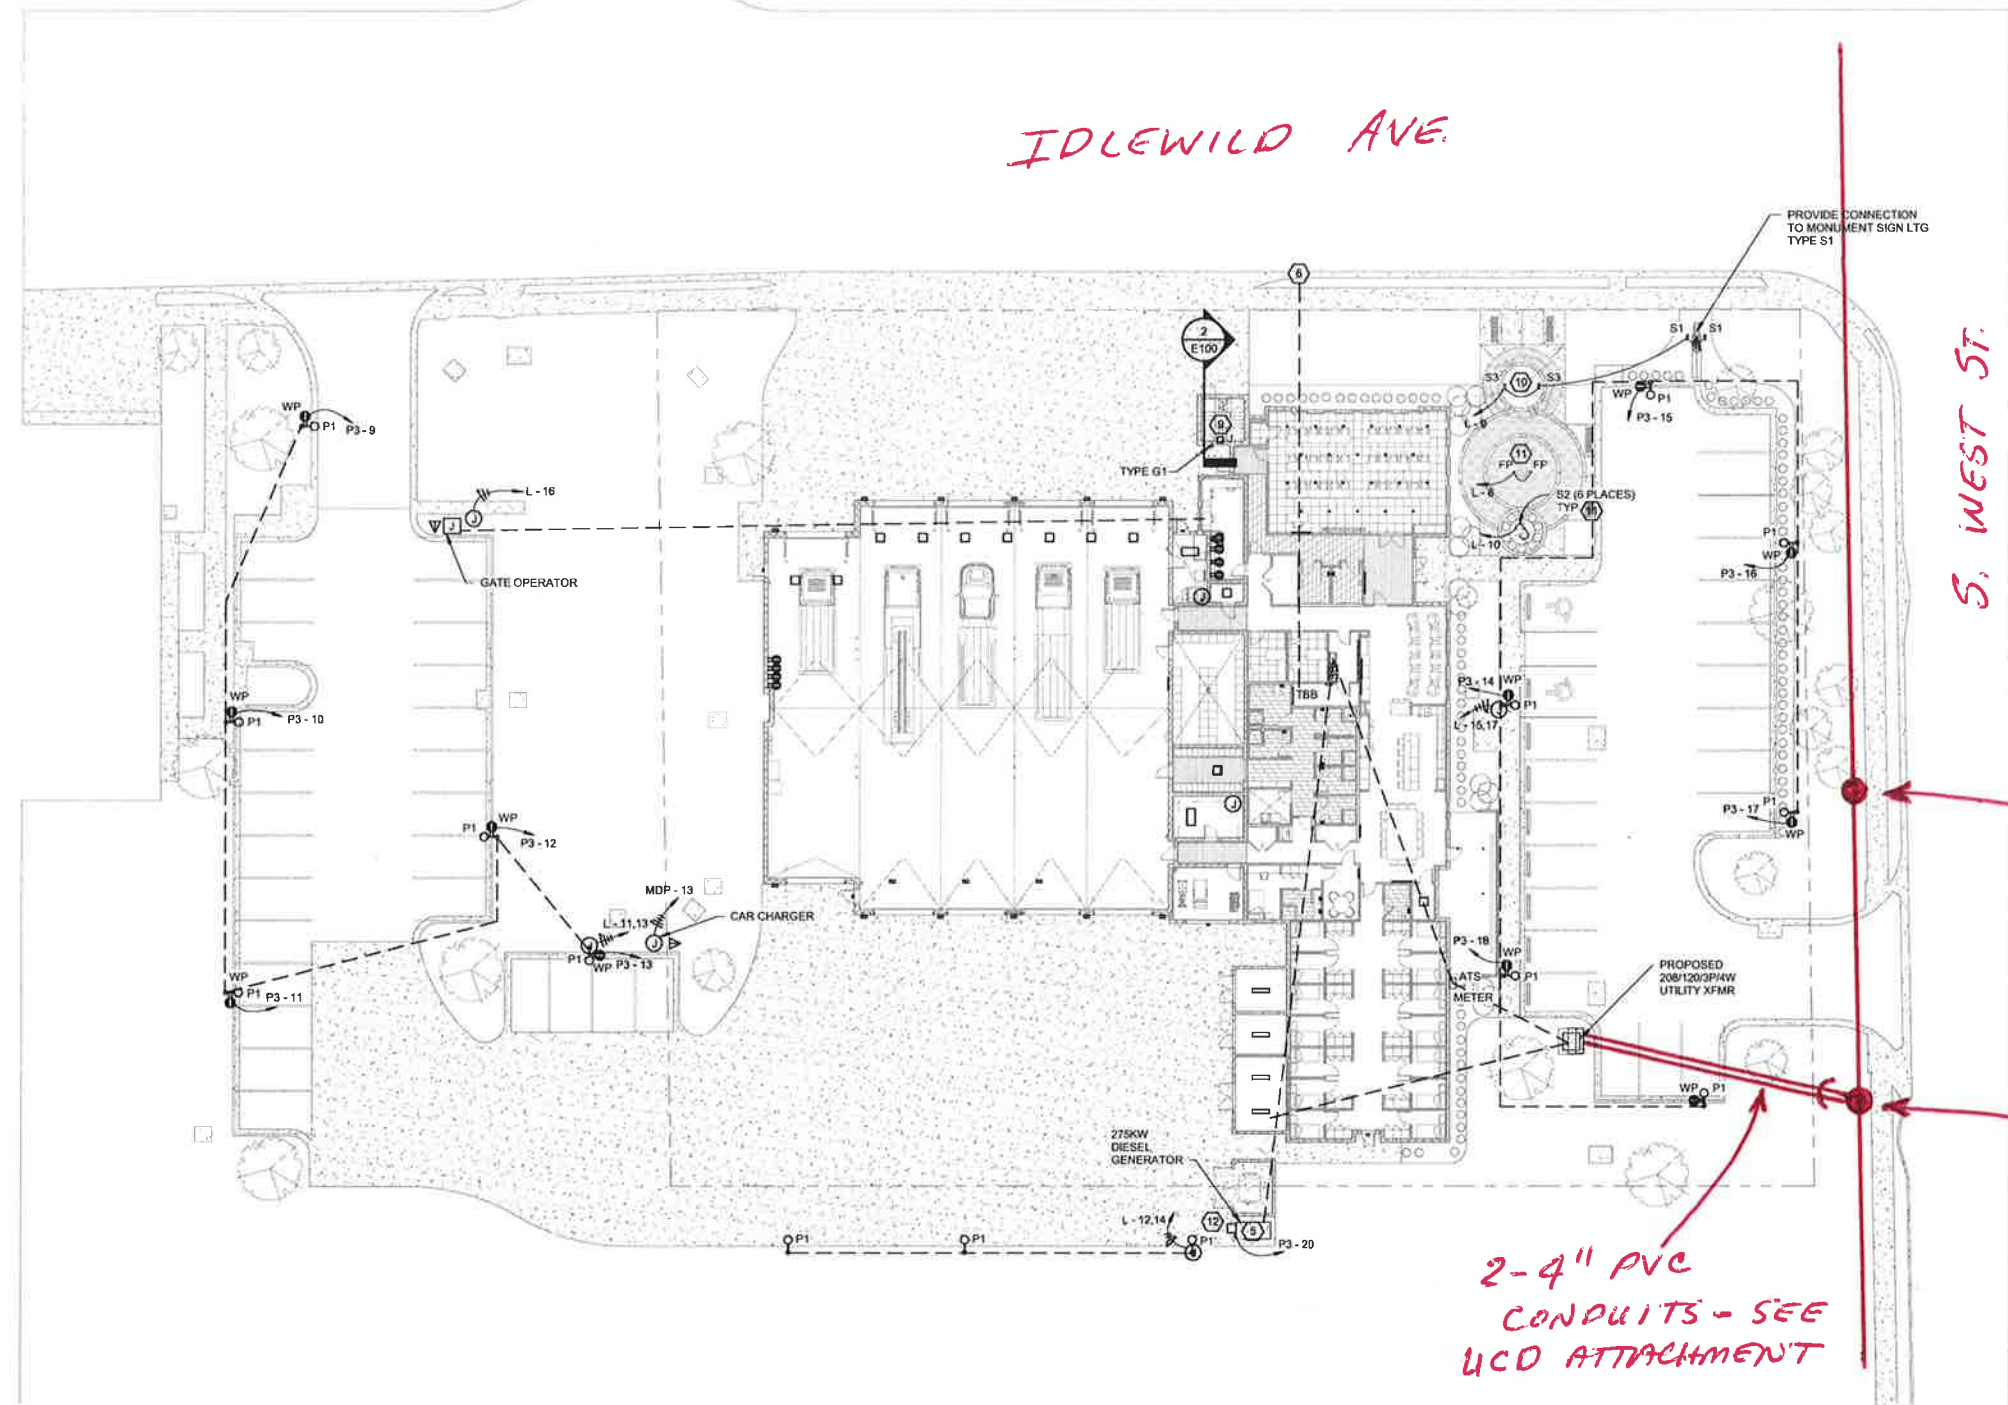 IDLEWILD AVE.
S. WEST ST.
PROVIDE CONNECTION
TO MONUMENT SIGN LTG
TYPE S1
6
2
E100
S1 S1
S3 10 S3
WP
P1
P3 - 15
L - 9
9
J
TYPE G1
11
FP FP
L - 8
S2 (6 PLACES)
TYP
L - 10
WP
P1
P3 - 9
L - 16
J
J
GATE OPERATOR
P1
WP
P3 - 16
J
TBB
P3 - 14
WP
P1
L - 15,17
WP
P1
P3 - 10
J
P3 - 17
P1
WP
P1
WP
P3 - 12
MDP - 13
CAR CHARGER
L - 11,13
J
P1
WP
P3 - 13
P3 - 18
WP
P1
ATS
METER
PROPOSED
208/120/3P/4W
UTILITY XFMR
WP
P1
P3 - 11
WP
P1
275KW
DIESEL
GENERATOR
L - 12,14
12
5
P3 - 20
P1
P1
P1
2-4" PVC
CONDUITS - SEE
UCD ATTACHMENT